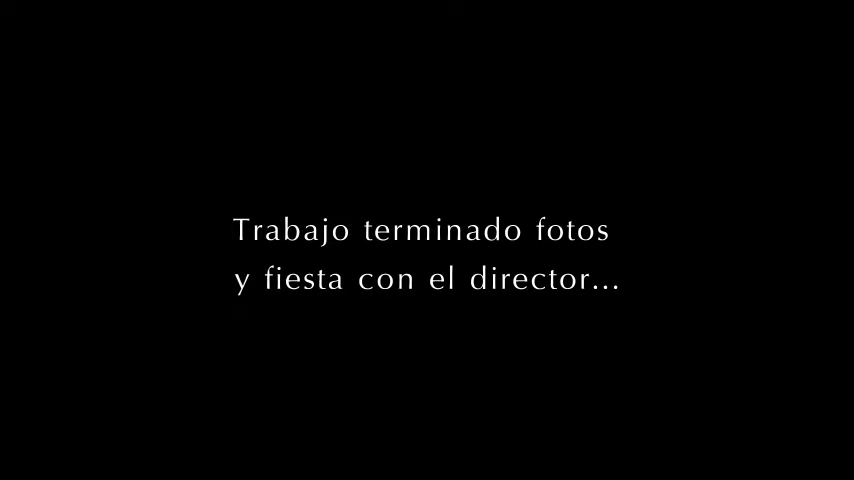 Trabajo terminado fotos
y fiesta con el director...